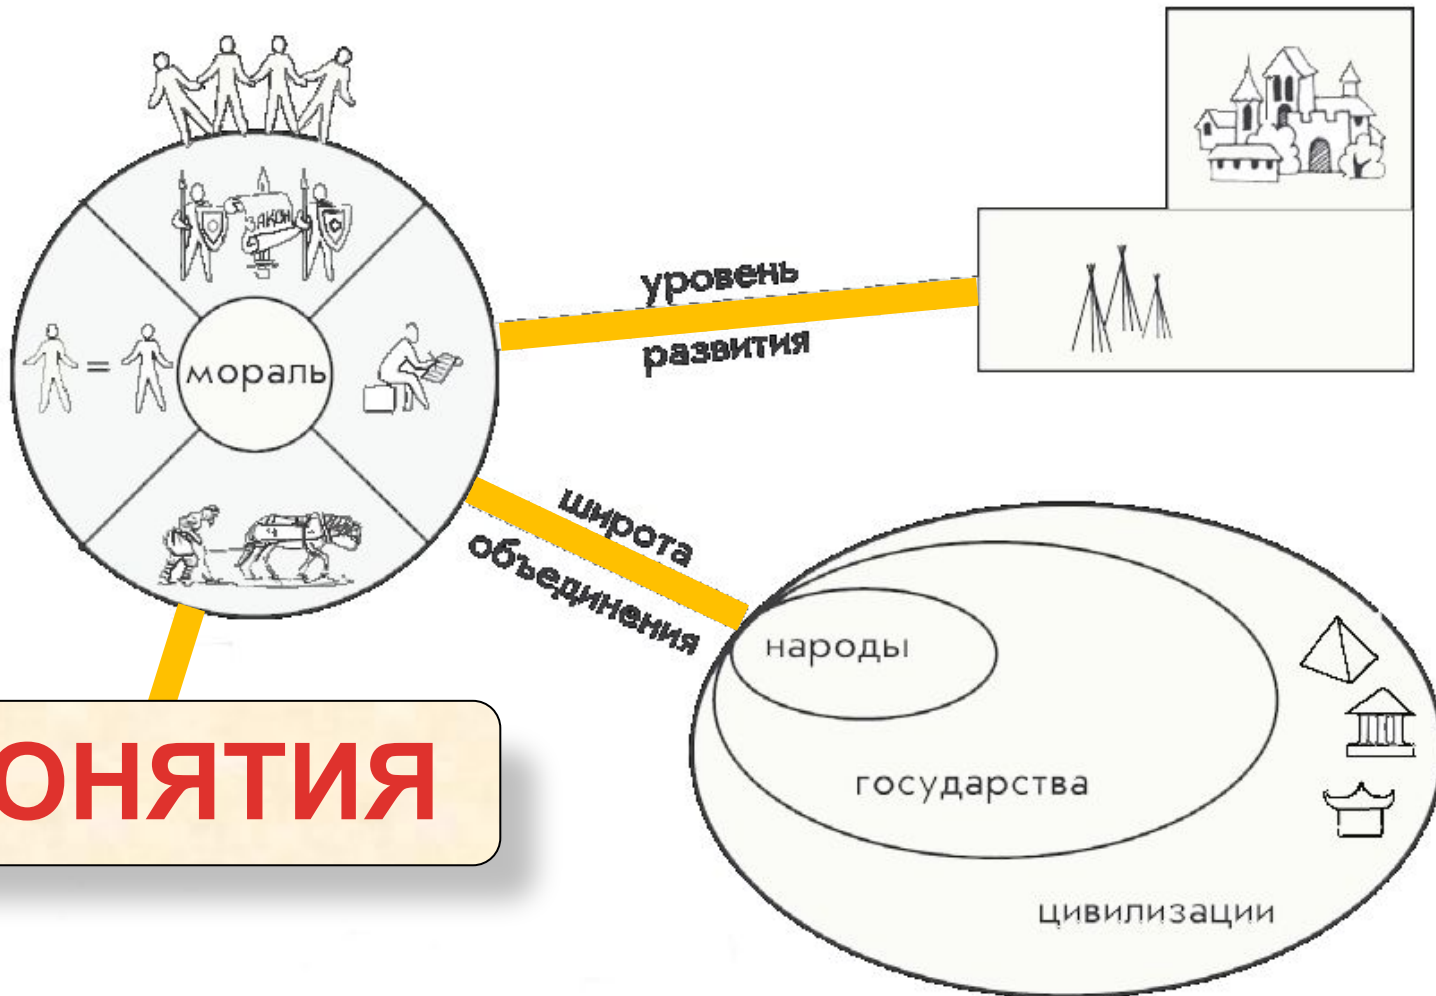 ЗАКОН
=
мораль
уровень
развития
широта
объединения
народы
государства
цивилизации
ОНЯТИЯ